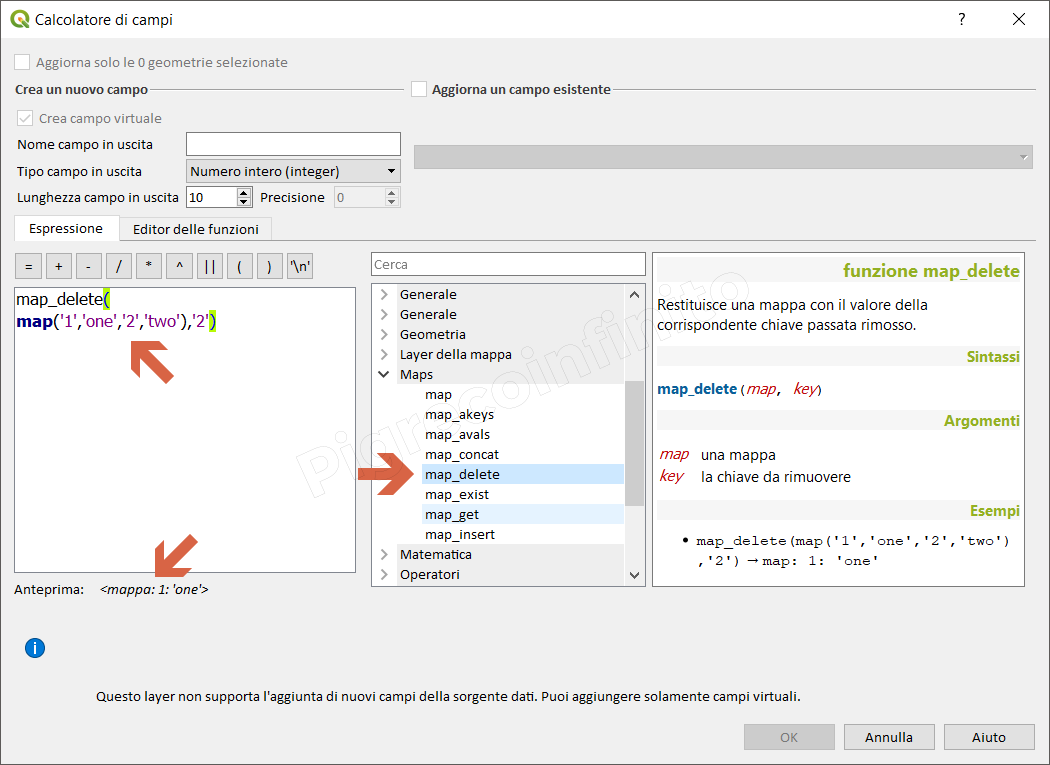 Calcolatore di campi
?
Aggiorna solo le 0 geometrie selezionate
Crea un nuovo campo
Aggiorna un campo esistente
Crea campo virtuale
Nome campo in uscita
Tipo campo in uscita
Numero intero (integer)
Lunghezza campo in uscita
10
Precisione
0
Espressione
Editor delle funzioni
= + - / * ^ || ( ) '\n'
map_delete(
map('1','one','2','two'),'2')
Anteprima: <mappa: 1: 'one'>
Cerca
Generale
Generale
Geometria
Layer della mappa
Maps
map
map_akeys
map_avals
map_concat
map_delete
map_exist
map_get
map_insert
Matematica
Operatori
funzione map_delete
Restituisce una mappa con il valore della
corrispondente chiave passata rimosso.
Sintassi
map_delete(map, key)
Argomenti
map una mappa
key la chiave da rimuovere
Esempi
• map_delete(map('1','one','2','two')
,'2') → map: 1: 'one'
Pigrecoinfinito
i
Questo layer non supporta l'aggiunta di nuovi campi della sorgente dati. Puoi aggiungere solamente campi virtuali.
OK
Annulla
Aiuto